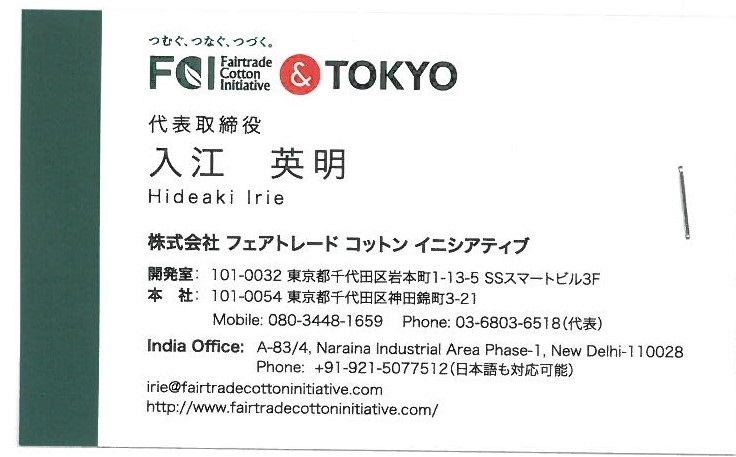 つむぐ、つなぐ、つづく。
FCI Fairtrade Cotton Initiative & TOKYO
代表取締役
入江 英明
Hideaki Irie
株式会社 フェアトレード コットン イニシアティブ
開発室： 101-0032 東京都千代田区岩本町1-13-5 SSスマートビル3F
本 社： 101-0054 東京都千代田区神田錦町3-21
Mobile: 080-3448-1659 Phone: 03-6803-6518(代表)
India Office: A-83/4, Naraina Industrial Area Phase-1, New Delhi-110028
Phone: +91-921-5077512(日本語も対応可能)
irie@fairtradecottoninitiative.com
http://www.fairtradecottoninitiative.com/